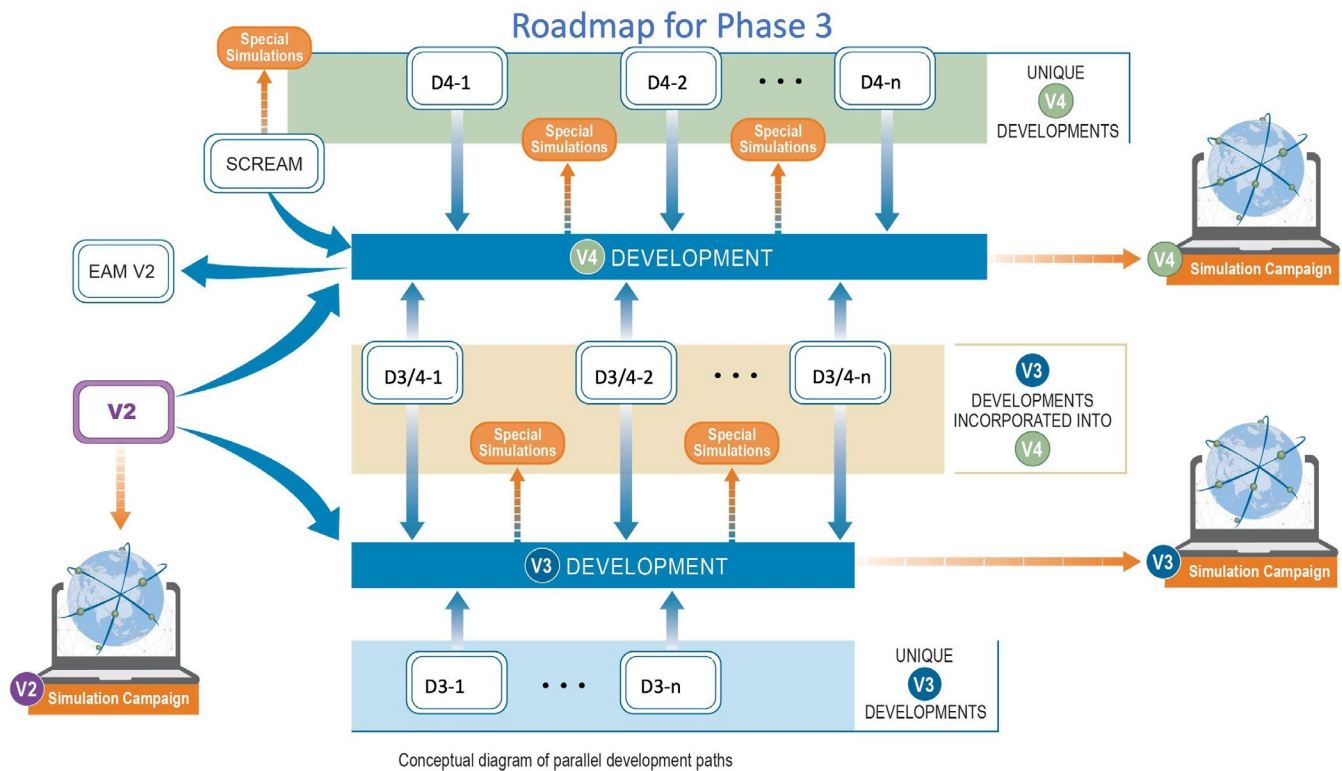 Roadmap for Phase 3
Special
Simulations
D4-1
D4-2
• • •
D4-n
UNIQUE
V4
DEVELOPMENTS
SCREAM
Special
Simulations
Special
Simulations
EAM V2
V4 DEVELOPMENT
V4
Simulation Campaign
D3/4-1
D3/4-2
• • •
D3/4-n
V3
DEVELOPMENTS
INCORPORATED INTO
V4
V2
Special
Simulations
Special
Simulations
V3 DEVELOPMENT
V3
Simulation Campaign
V2
Simulation Campaign
D3-1
• • •
D3-n
UNIQUE
V3
DEVELOPMENTS
Conceptual diagram of parallel development paths